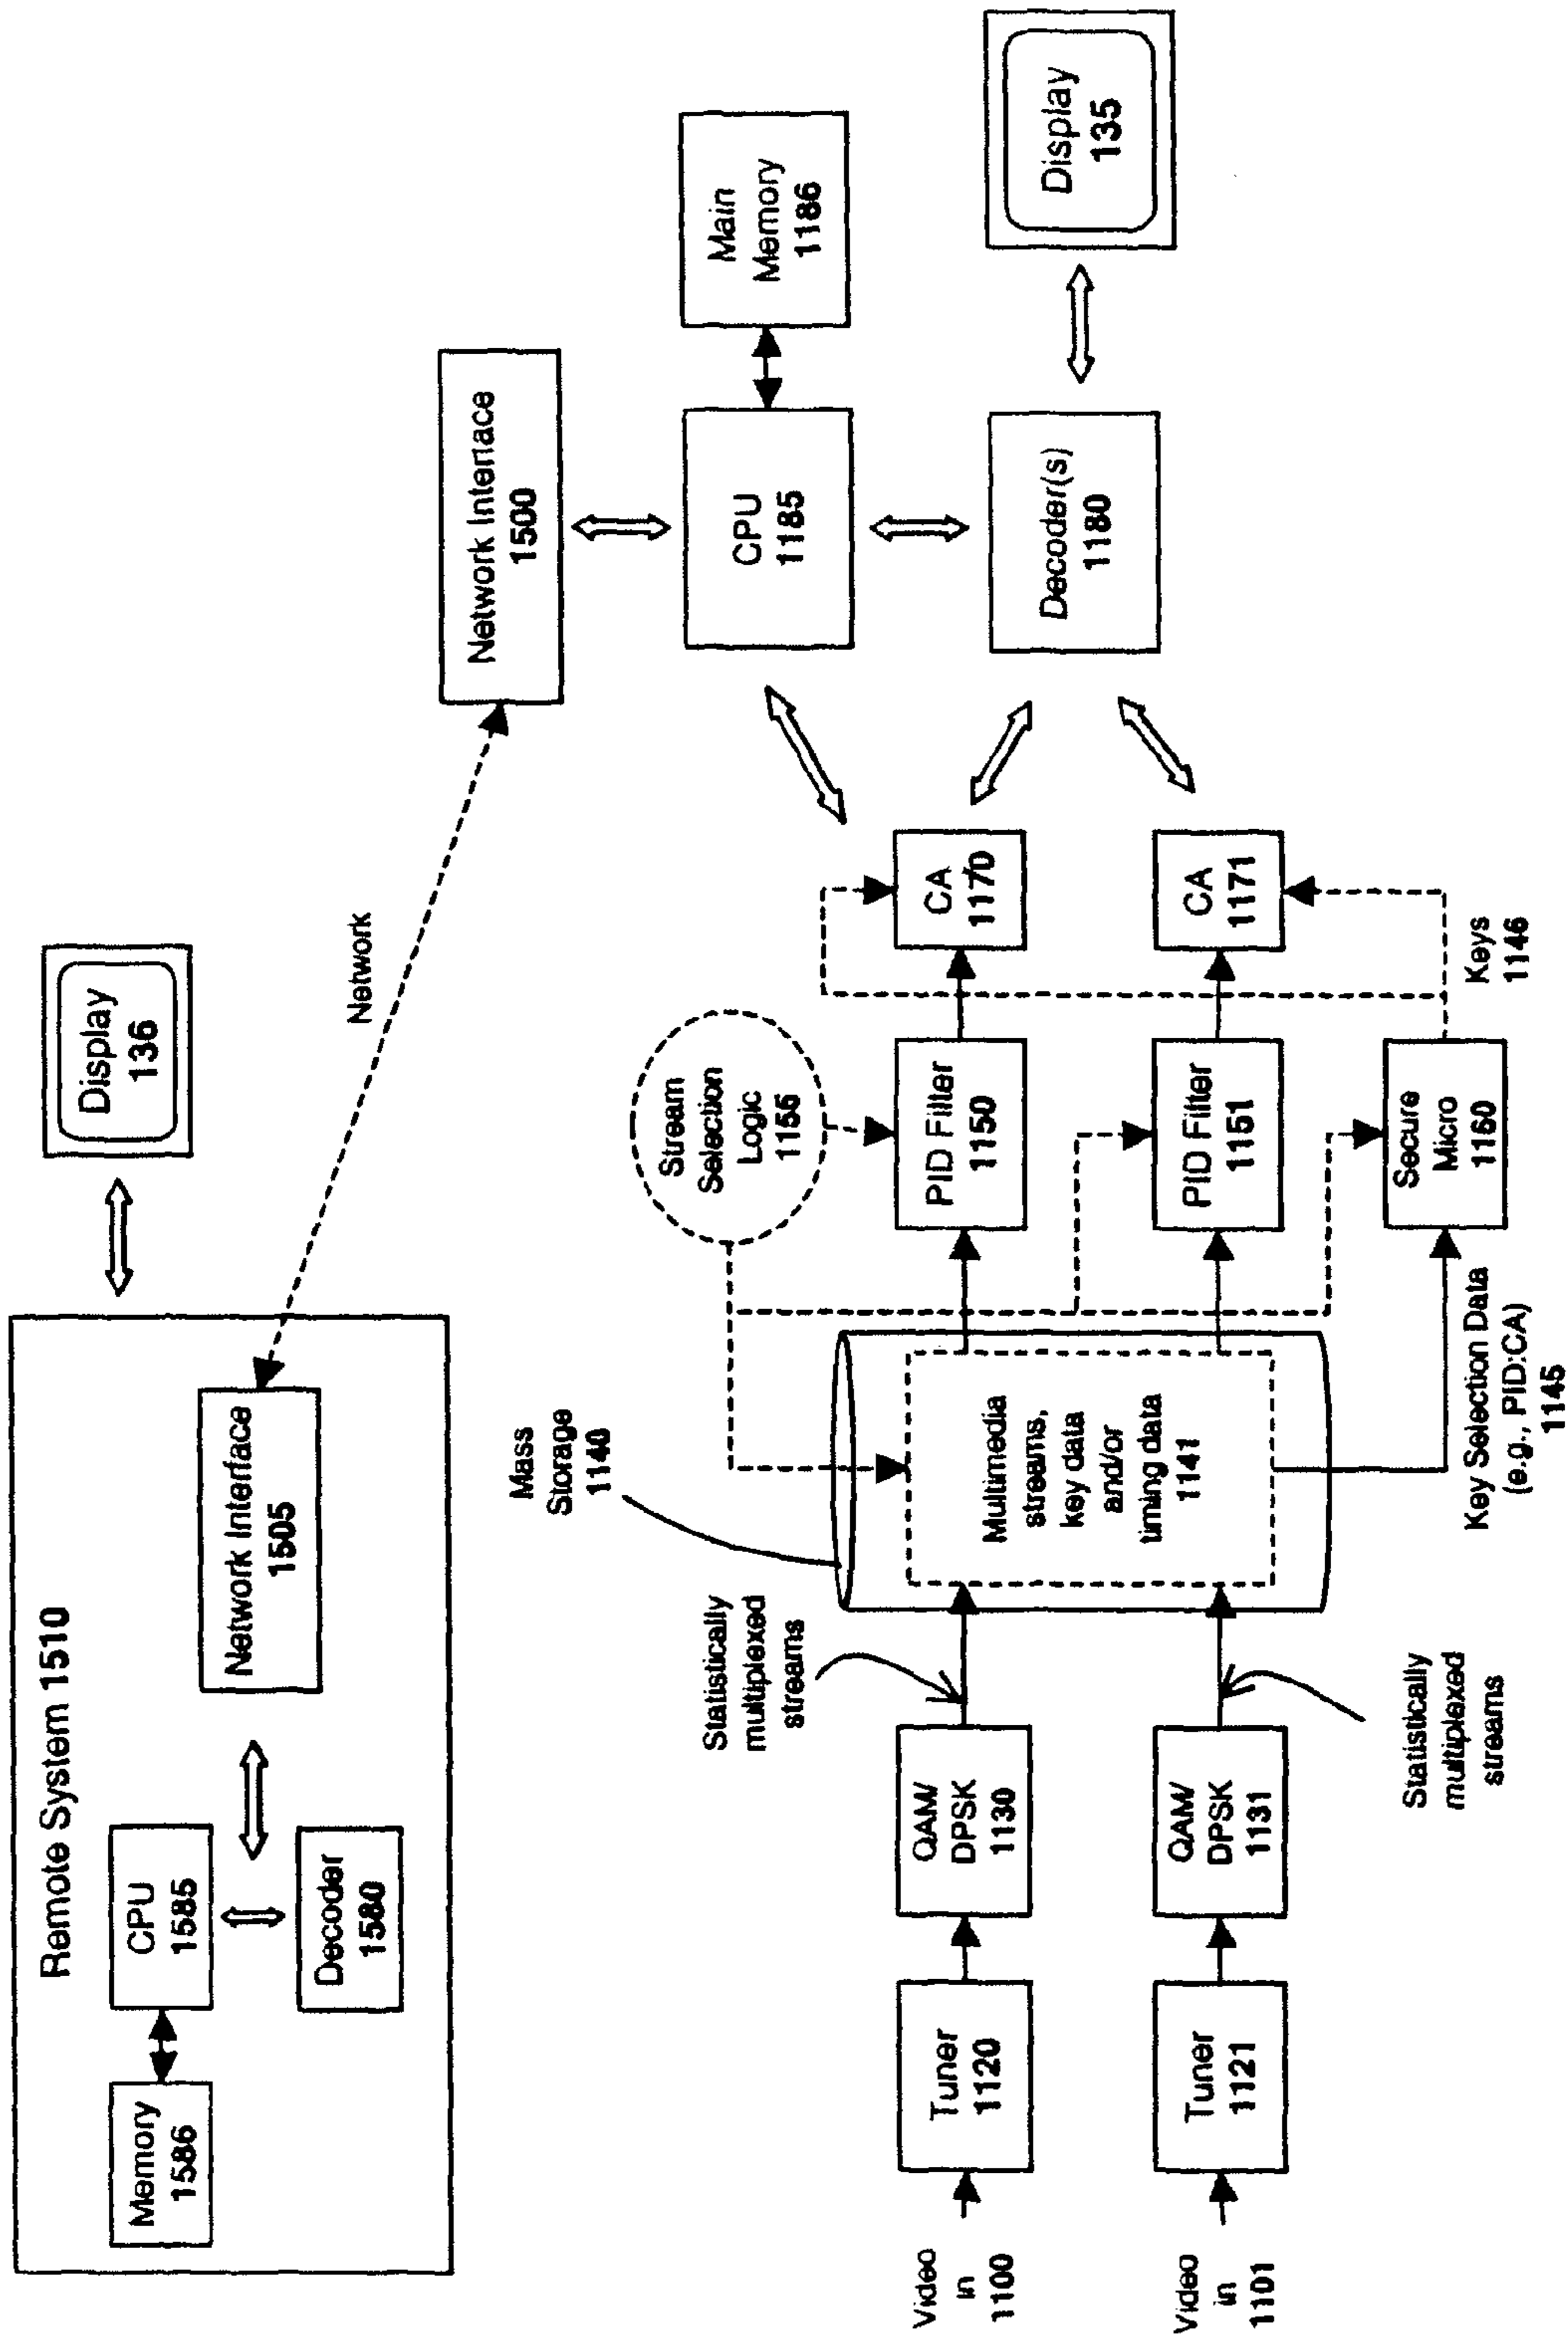 Remote System 1510
Memory
1586
CPU
1585
Decoder
1580
Network Interface
1505
Display
136
Network
Network Interface
1500
Main
Memory
1186
CPU
1185
Decoder(s)
1180
Display
135
Mass
Storage
1140
Stream
Selection
Logic
1155
Statistically
multiplexed
streams
Video
in
1100
Tuner
1120
QAM/
DPSK
1130
Multimedia
streams,
key data
and/or
timing data
1141
PID Filter
1150
CA
1170
Video
in
1101
Tuner
1121
QAM/
DPSK
1131
PID Filter
1151
CA
1171
Statistically
multiplexed
streams
Key Selection Data
(e.g., PID:CA)
1145
Secure
Micro
1160
Keys
1146